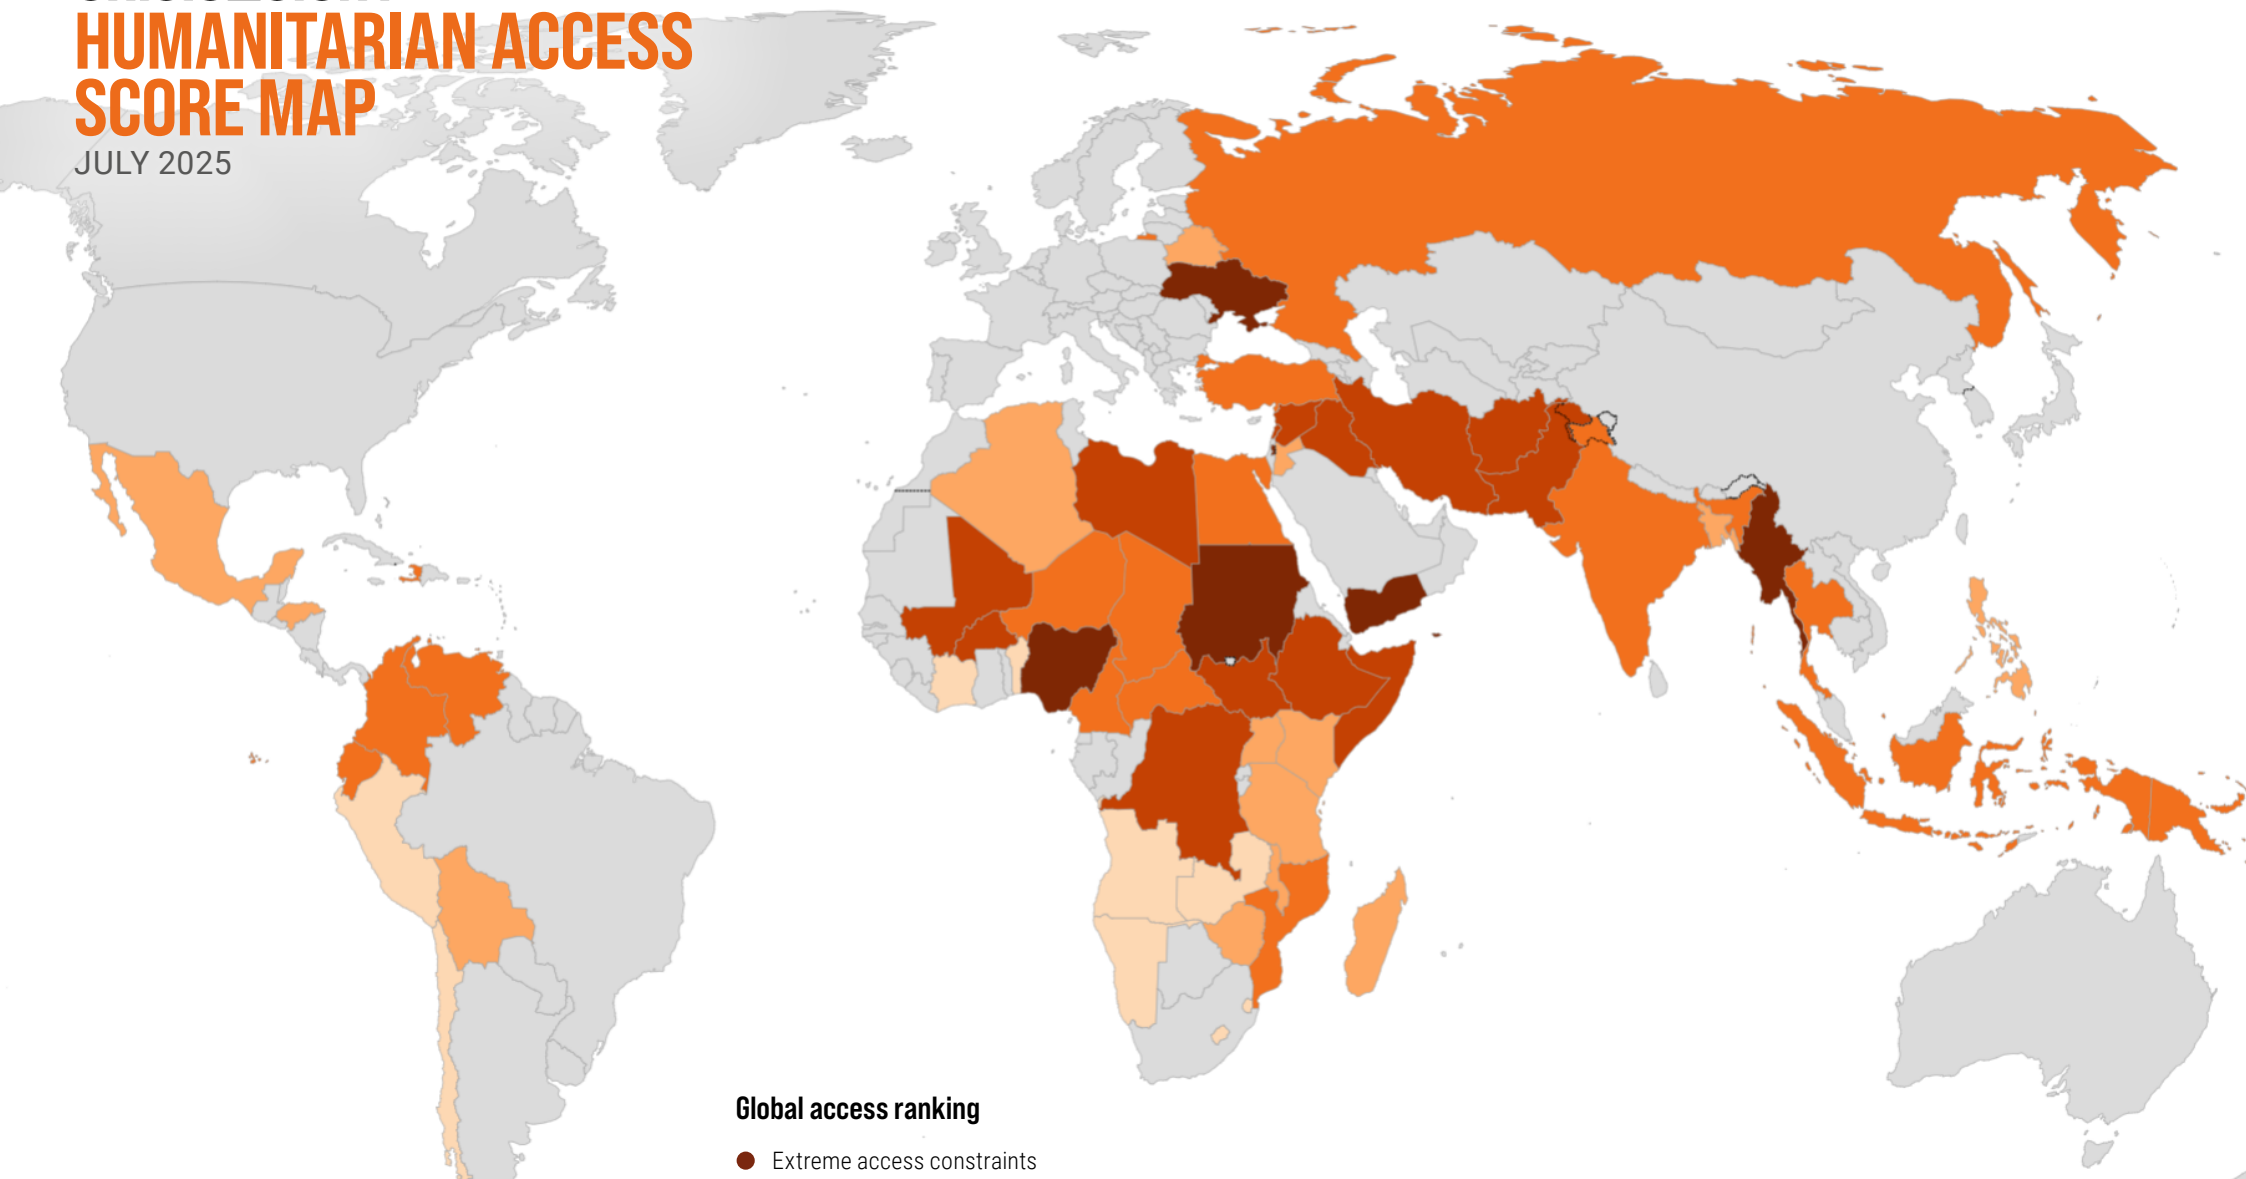 HUMANITARIAN ACCESS
SCORE MAP
JULY 2025
Global access ranking
Extreme access constraints